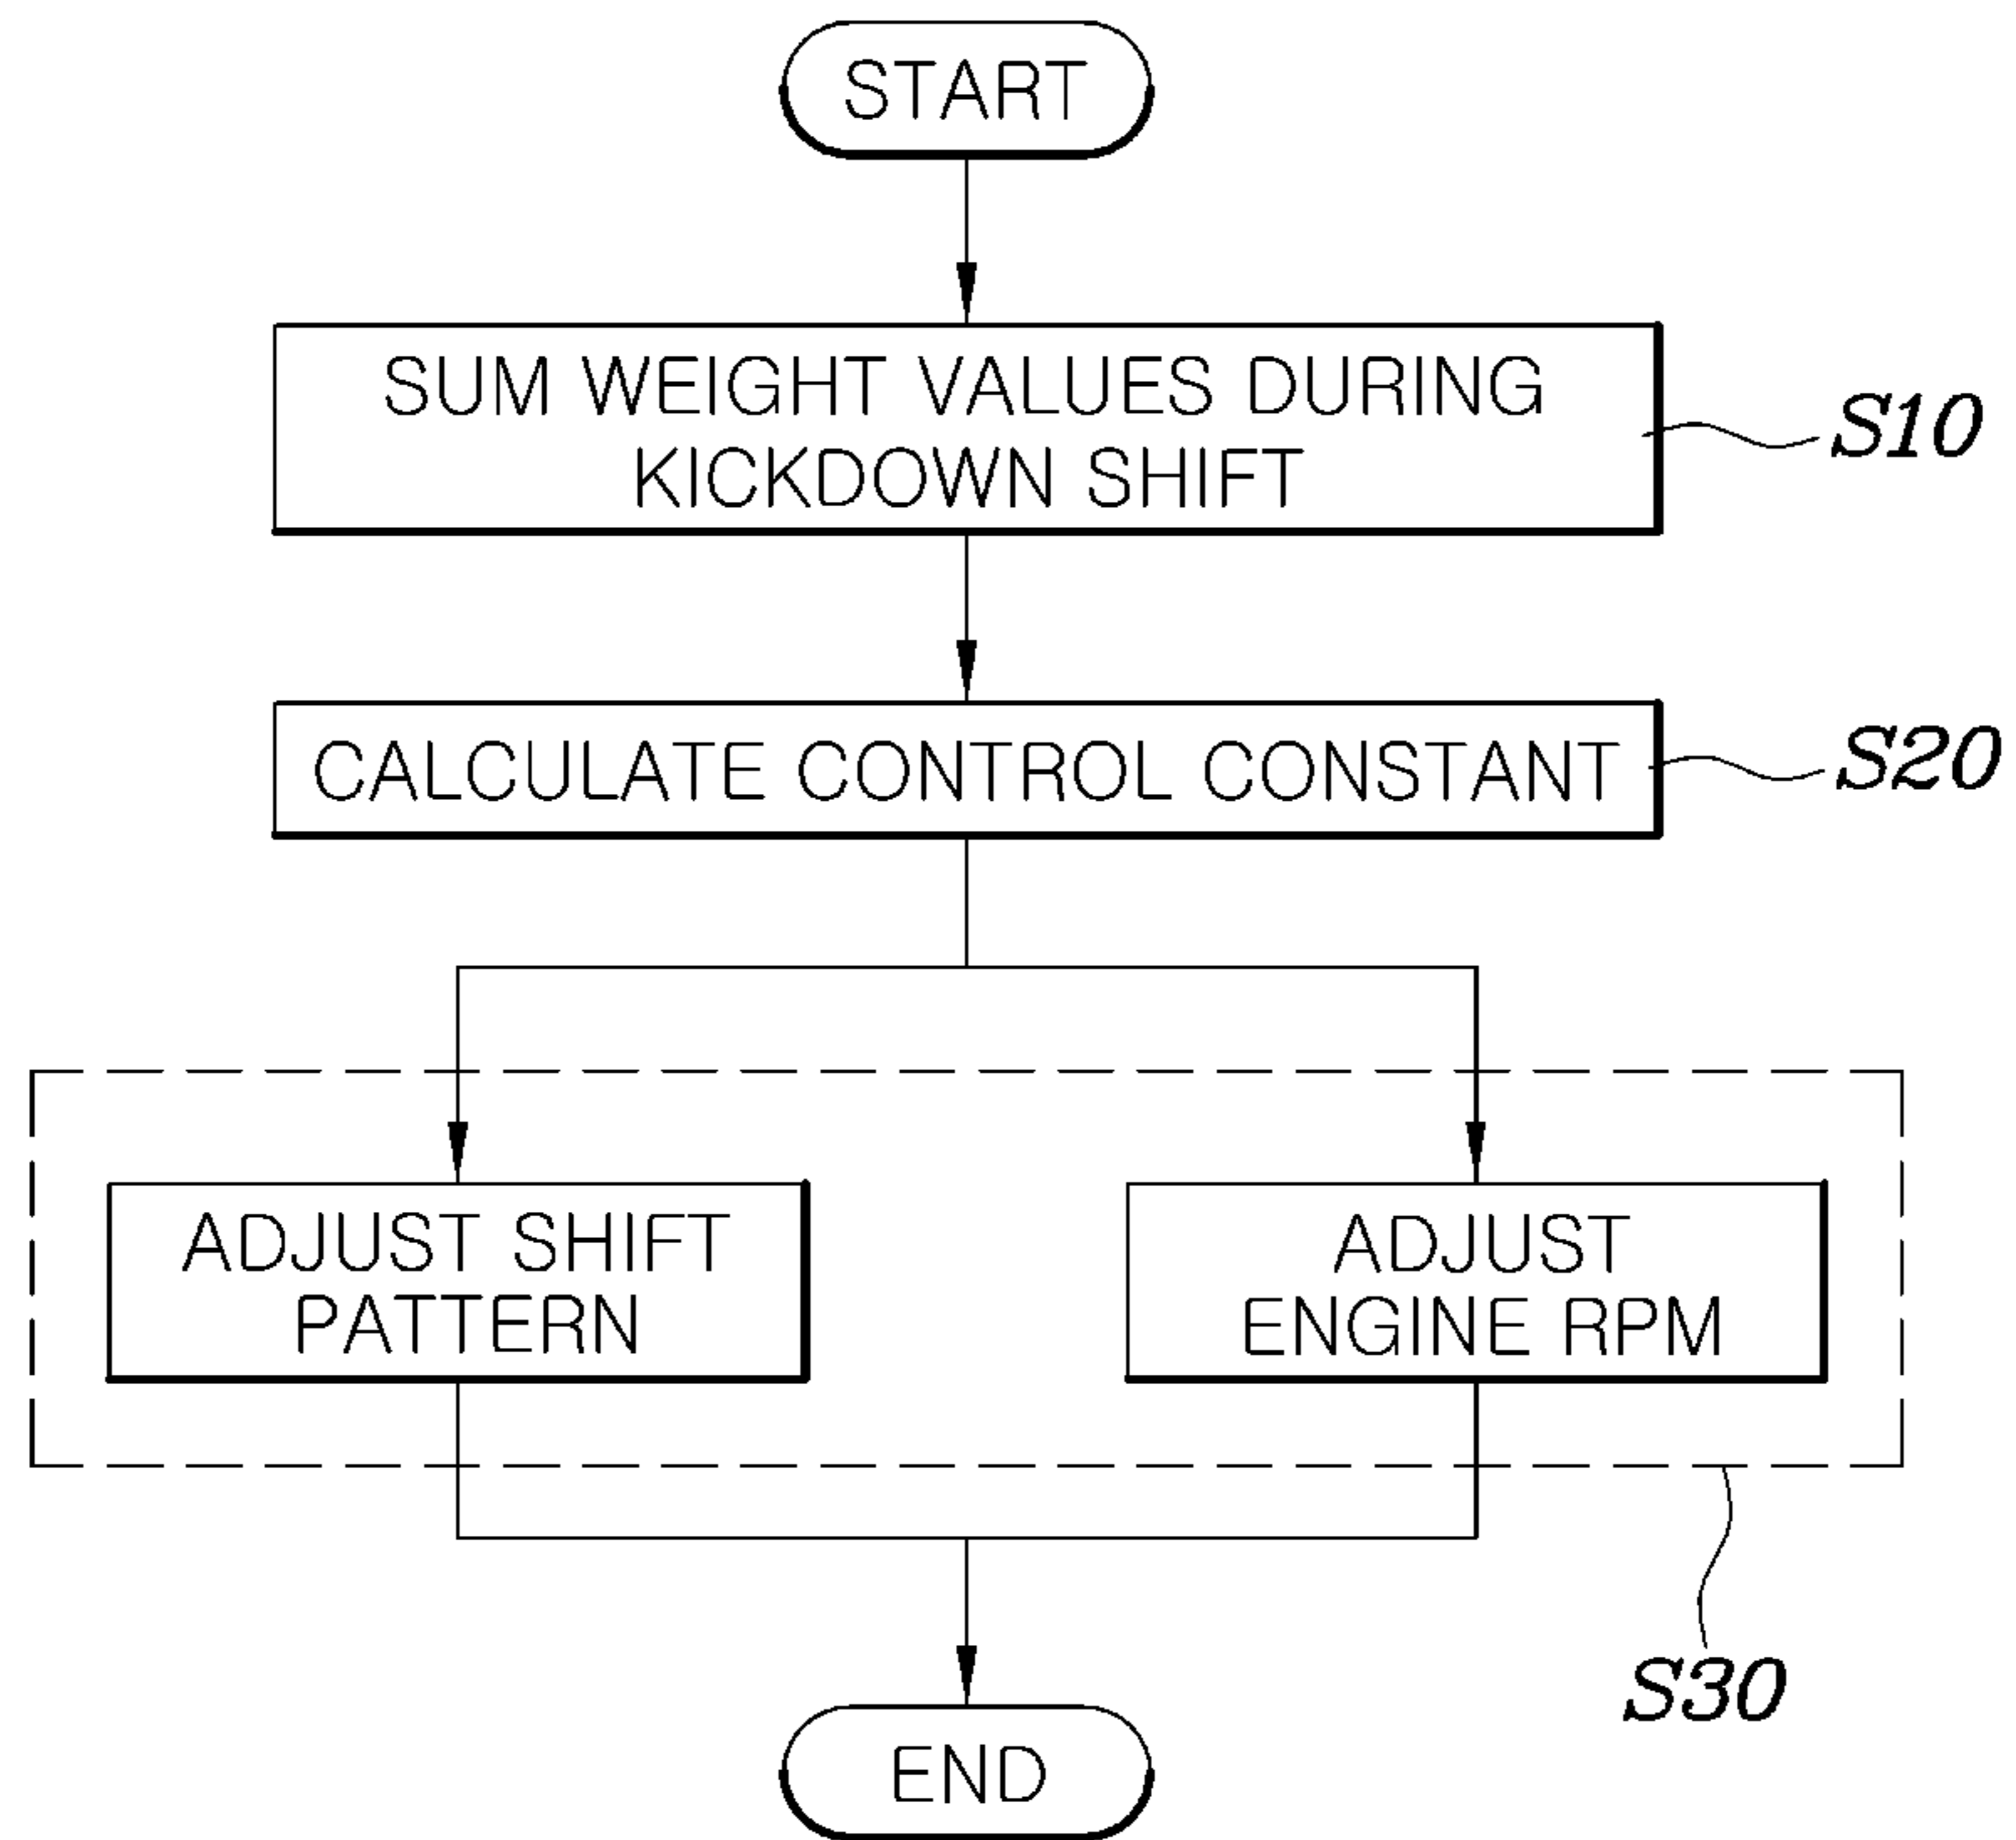 START
SUM WEIGHT VALUES DURING
KICKDOWN SHIFT
S10
CALCULATE CONTROL CONSTANT
S20
ADJUST SHIFT
PATTERN
ADJUST
ENGINE RPM
S30
END